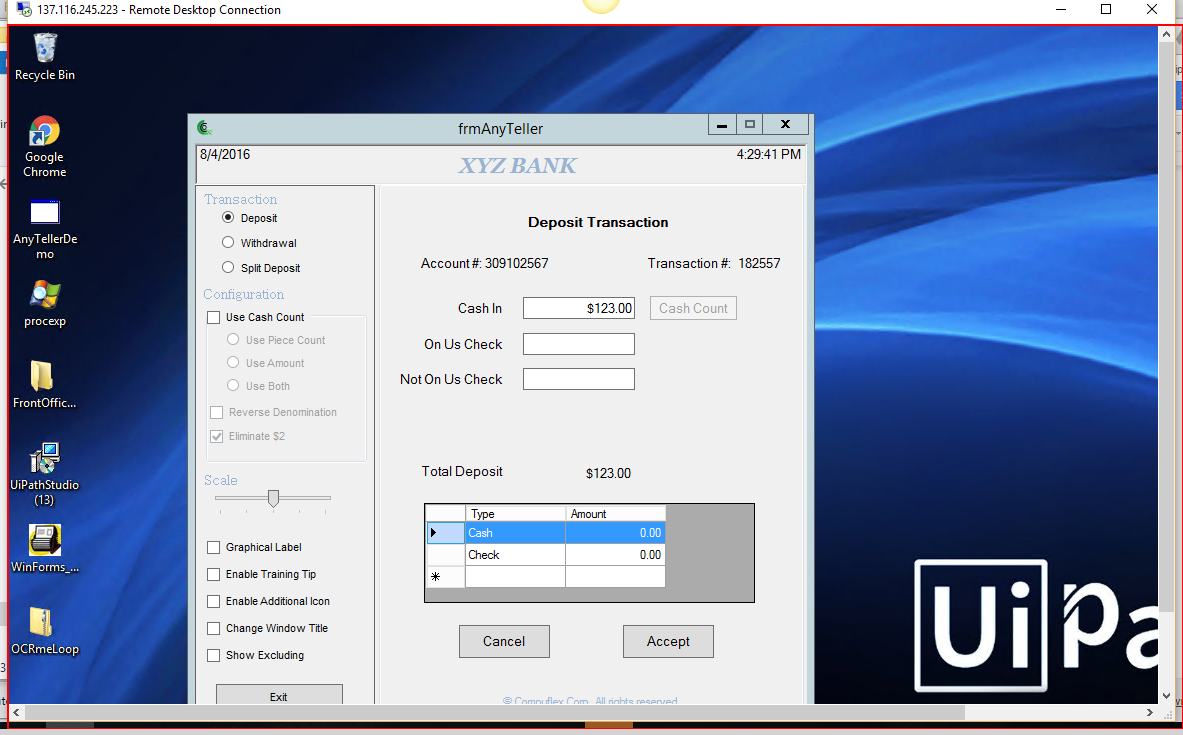 137.116.245.223 - Remote Desktop Connection
Recycle Bin
Google
Chrome
AnyTellerDe
mo
procexp
FrontOffic...
UiPathStudio
(13)
WinForms_...
OCRmeLoop
frmAnyTeller
8/4/2016
XYZ BANK
4:29:41 PM
Transaction
Deposit
Withdrawal
Split Deposit
Configuration
Use Cash Count
Use Piece Count
Use Amount
Use Both
Reverse Denomination
Eliminate $2
Scale
Graphical Label
Enable Training Tip
Enable Additional Icon
Change Window Title
Show Excluding
Exit
Deposit Transaction
Account #: 309102567 Transaction #: 182557
Cash In $123.00 Cash Count
On Us Check
Not On Us Check
Total Deposit $123.00
Type Amount
Cash 0.00
Check 0.00
Cancel Accept
© Compuflex Corp. All rights reserved
UiPa